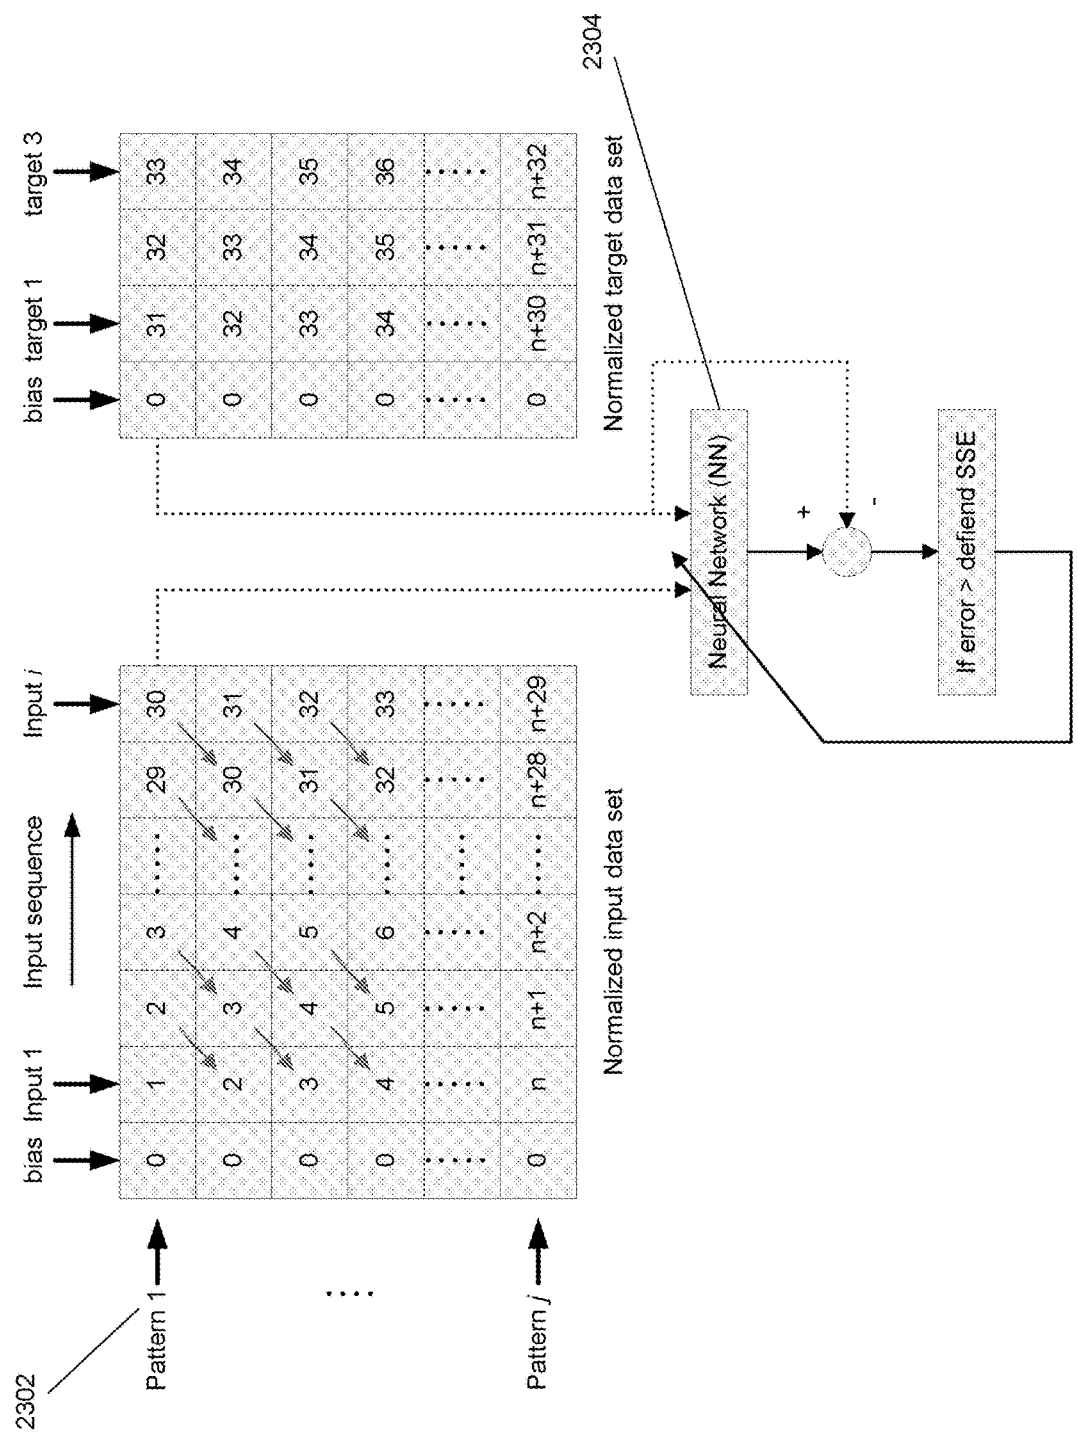 2302
2304
bias Input 1 Input sequence Input i
bias target 1 target 3
Pattern 1
0 1 2 3 ..... 29 30
0 31 32 33
0 2 3 4 ..... 30 31
0 32 33 34
.... 
0 3 4 5 ..... 31 32
0 33 34 35
0 4 5 6 ..... 32 33
0 34 35 36
..... ..... ..... ..... ..... ..... .....
..... ..... ..... .....
Pattern j
0 n n+1 n+2 ..... n+28 n+29
0 n+30 n+31 n+32
Normalized input data set
Normalized target data set
Neural Network (NN)
+
-
If error > defiend SSE